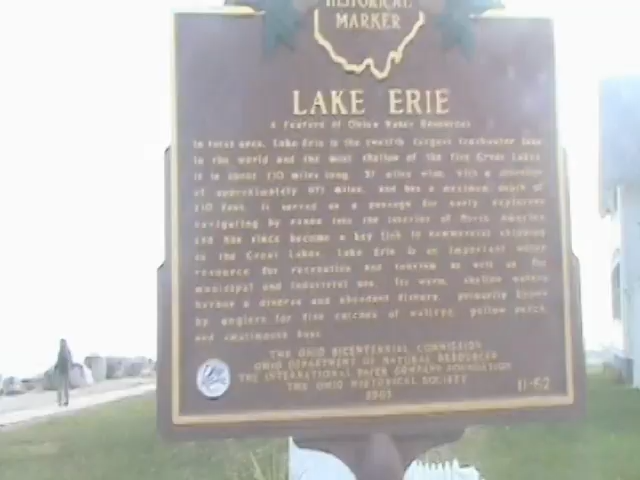 HISTORICAL
MARKER
LAKE ERIE
A Feature of Ohio's Water Resources
In total area, Lake Erie is the twelfth largest freshwater lake
in the world and the most shallow of the five Great Lakes.
It is about 210 miles long, 57 miles wide, with a shoreline
of approximately 871 miles, and has a maximum depth of
210 feet. It served as a passage for early explorers
navigating by canoe into the interior of North America
and has since become a key link to commercial shipping
on the Great Lakes. Lake Erie is an important water
resource for recreation and tourism as well as for
municipal and industrial use. Its warm, shallow waters
harbor a diverse and abundant fishery, primarily known
by anglers for fine catches of walleye, yellow perch
and smallmouth bass.
THE OHIO BICENTENNIAL COMMISSION
OHIO DEPARTMENT OF NATURAL RESOURCES
THE INTERNATIONAL PAPER COMPANY FOUNDATION
THE OHIO HISTORICAL SOCIETY
2003
11-62